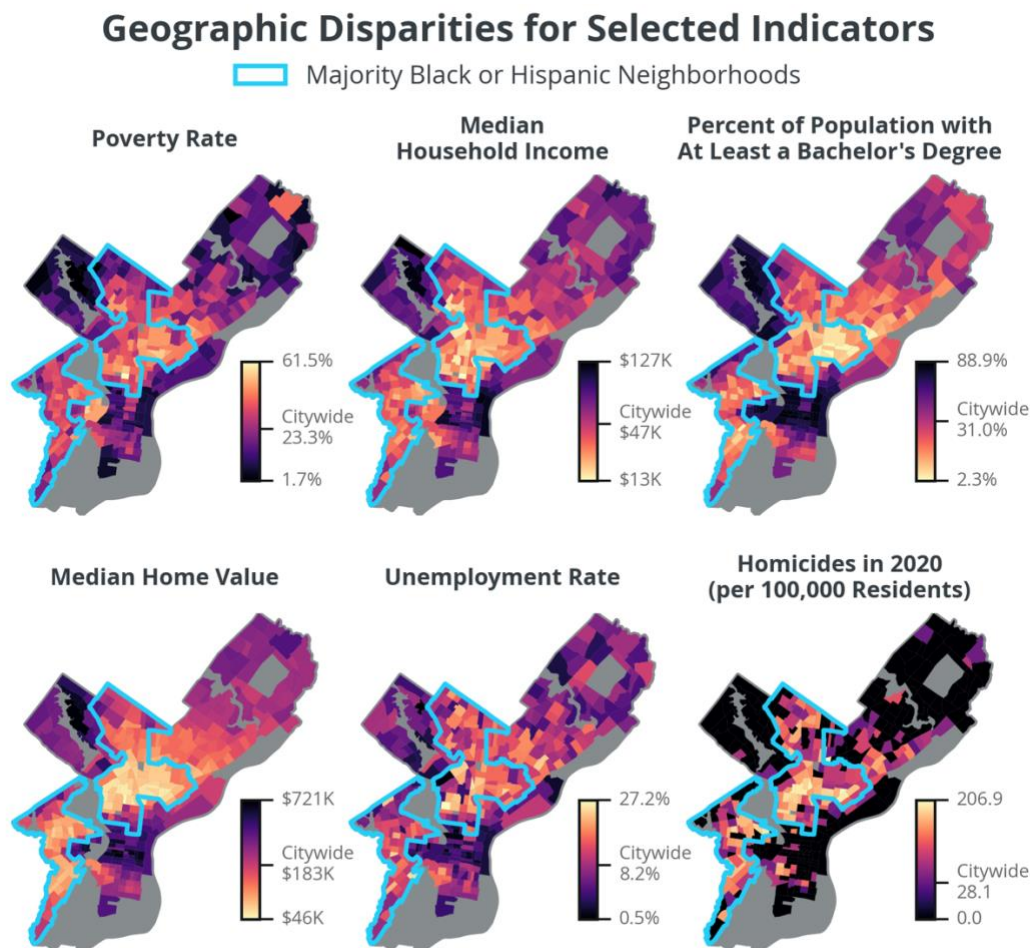 Geographic Disparities for Selected Indicators
Majority Black or Hispanic Neighborhoods
Poverty Rate
61.5%
Citywide
23.3%
1.7%
Median
Household Income
$127K
Citywide
$47K
$13K
Percent of Population with
At Least a Bachelor's Degree
88.9%
Citywide
31.0%
2.3%
Median Home Value
$721K
Citywide
$183K
$46K
Unemployment Rate
27.2%
Citywide
8.2%
0.5%
Homicides in 2020
(per 100,000 Residents)
206.9
Citywide
28.1
0.0